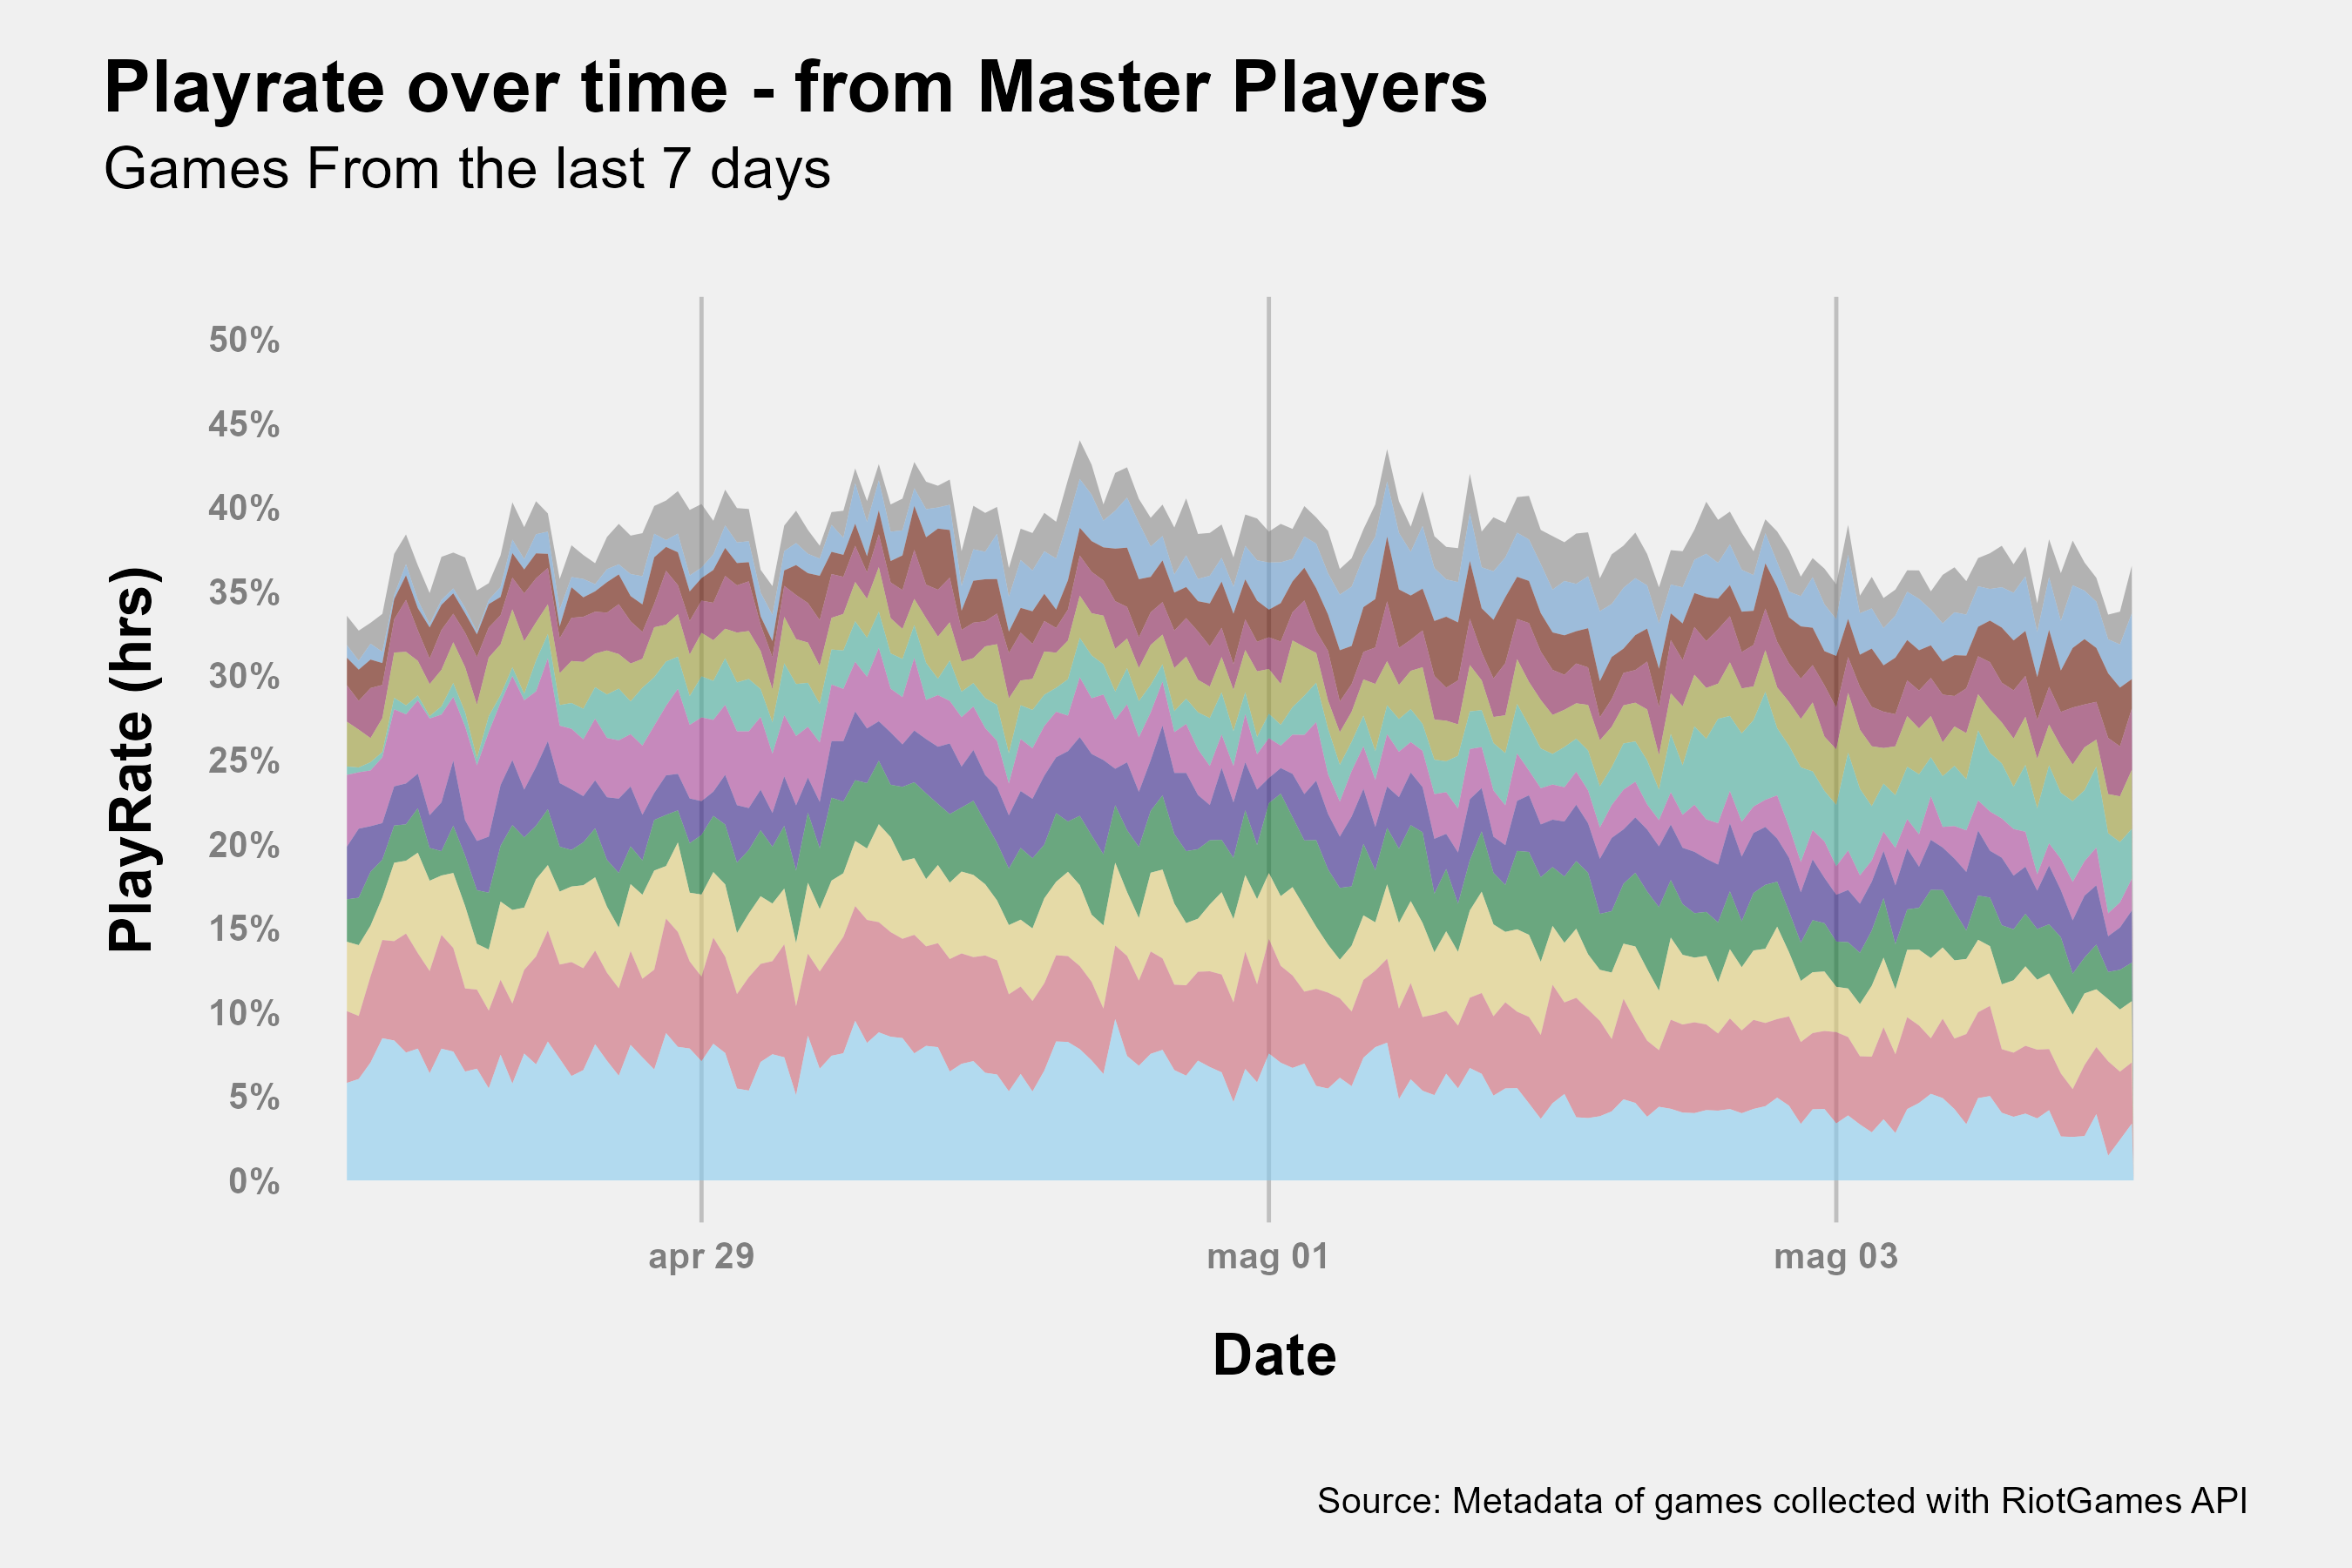 Playrate over time - from Master Players
Games From the last 7 days
50%
45%
40%
35%
30%
25%
20%
15%
10%
5%
0%
PlayRate (hrs)
apr 29
mag 01
mag 03
Date
Source: Metadata of games collected with RiotGames API